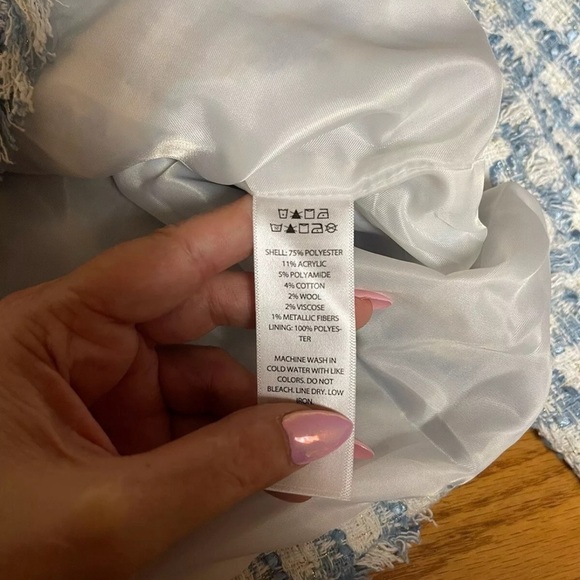 SHELL: 75% POLYESTER
11% ACRYLIC
5% POLYAMIDE
4% COTTON
2% WOOL
2% VISCOSE
1% METALLIC FIBERS
LINING: 100% POLYES-
TER
MACHINE WASH IN
COLD WATER WITH LIKE
COLORS. DO NOT
BLEACH. LINE DRY. LOW
IRON